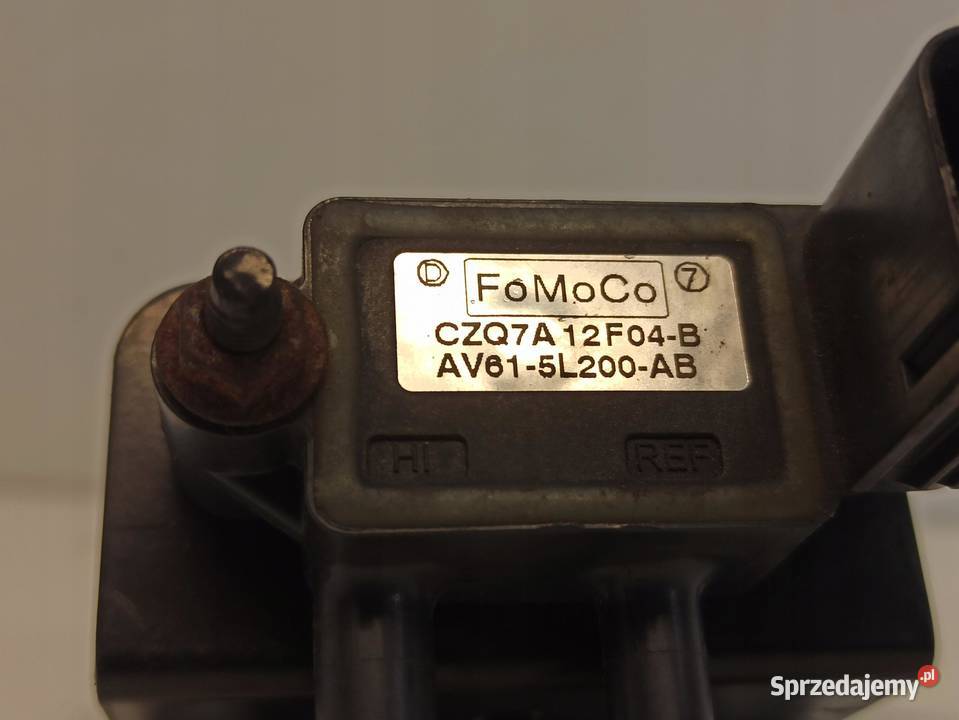 D FoMoCo 7
CZQ7A12F04-B
AV61-5L200-AB
HI REF
Sprzedajemy.pl